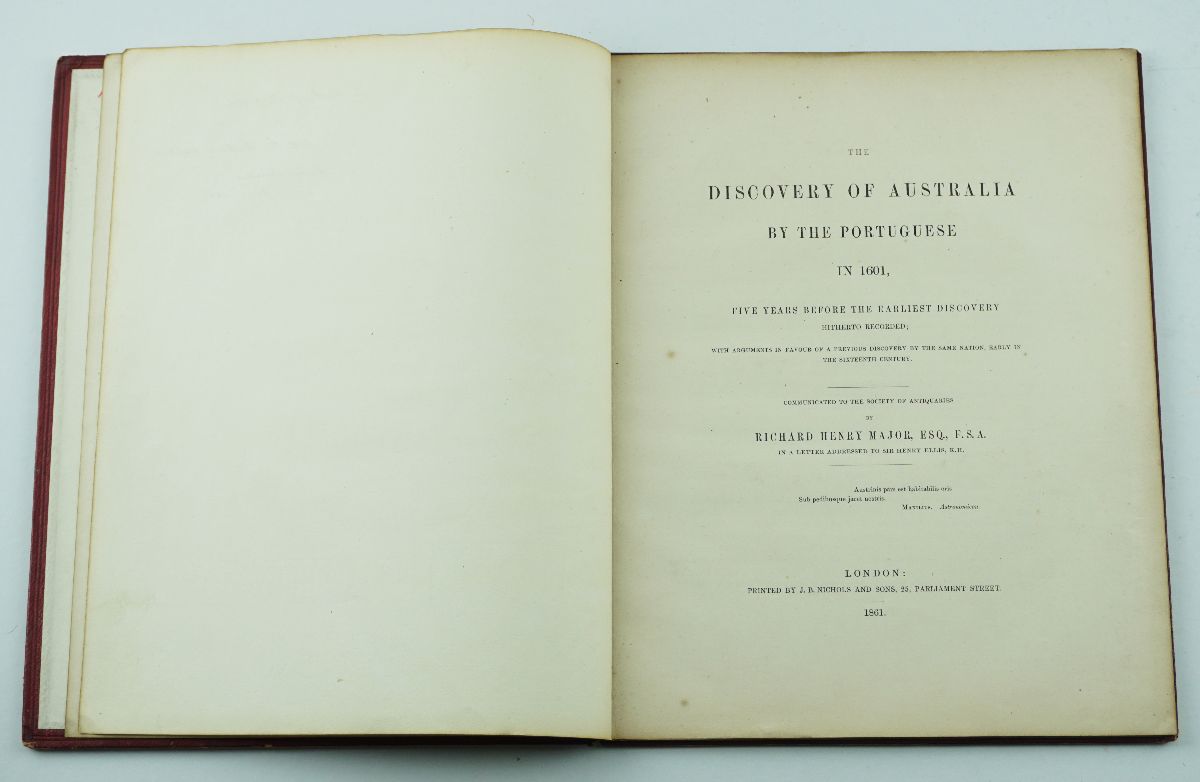 THE
DISCOVERY OF AUSTRALIA
BY THE PORTUGUESE
IN 1601,
FIVE YEARS BEFORE THE EARLIEST DISCOVERY
HITHERTO RECORDED;
WITH ARGUMENTS IN FAVOUR OF A PREVIOUS DISCOVERY BY THE SAME NATION, EARLY IN
THE SIXTEENTH CENTURY.
COMMUNICATED TO THE SOCIETY OF ANTIQUARIES
BY
RICHARD HENRY MAJOR, ESQ., F.S.A.
IN A LETTER ADDRESSED TO SIR HENRY ELLIS, K.H.
Austrinis pars est habitabilis oris
Sub pedibusque jacet nostris.
MANILIUS. Astronomicon
LONDON:
PRINTED BY J. B. NICHOLS AND SONS, 25, PARLIAMENT STREET.
1861.